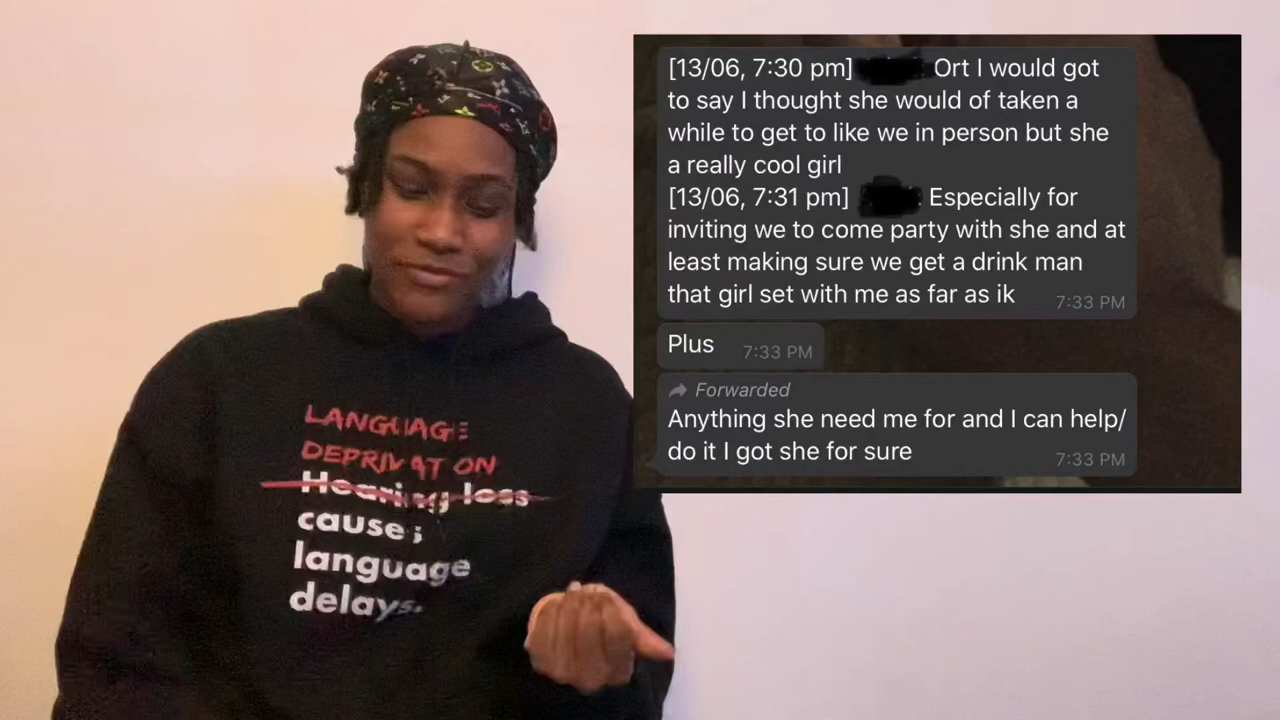 LANGUAGE
DEPRIVATION
Hearing loss
causes
language
delays.
[13/06, 7:30 pm] Ort I would got
to say I thought she would of taken a
while to get to like we in person but she
a really cool girl
[13/06, 7:31 pm] : Especially for
inviting we to come party with she and at
least making sure we get a drink man
that girl set with me as far as ik 7:33 PM
Plus 7:33 PM
Forwarded
Anything she need me for and I can help/
do it I got she for sure 7:33 PM